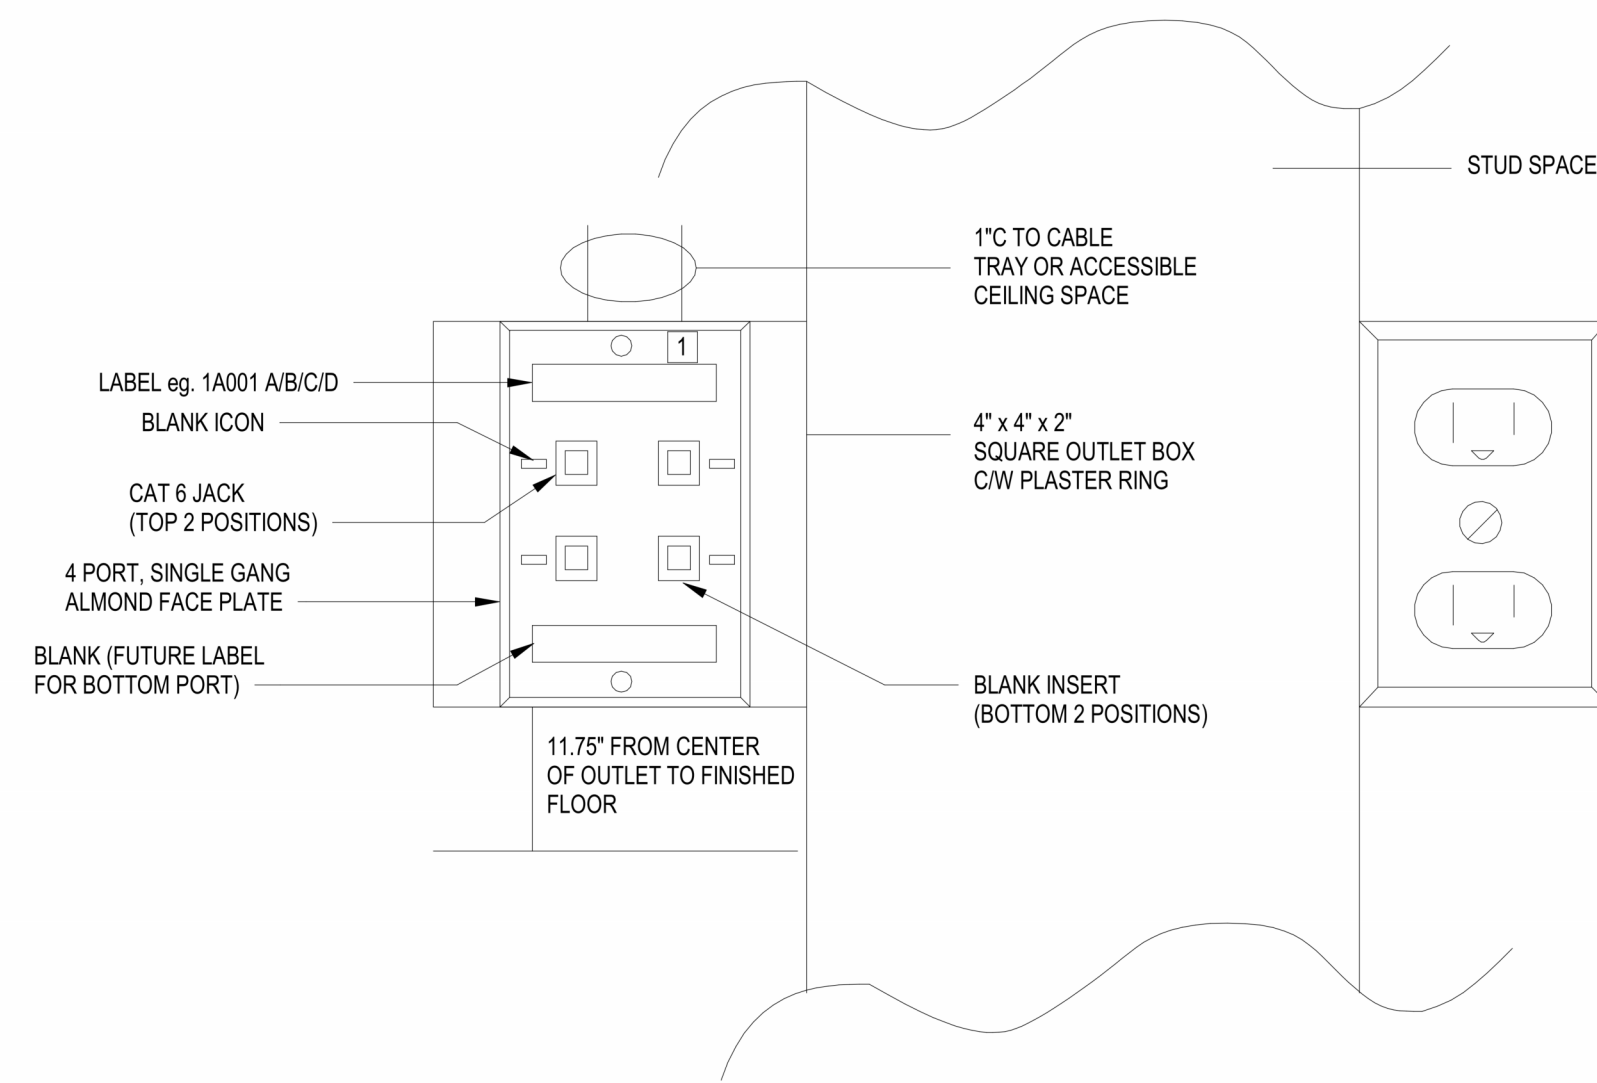 STUD SPACE
1"C TO CABLE
TRAY OR ACCESSIBLE
CEILING SPACE
1
LABEL eg. 1A001 A/B/C/D
BLANK ICON
4" x 4" x 2"
SQUARE OUTLET BOX
C/W PLASTER RING
CAT 6 JACK
(TOP 2 POSITIONS)
4 PORT, SINGLE GANG
ALMOND FACE PLATE
BLANK (FUTURE LABEL
FOR BOTTOM PORT)
BLANK INSERT
(BOTTOM 2 POSITIONS)
11.75" FROM CENTER
OF OUTLET TO FINISHED
FLOOR